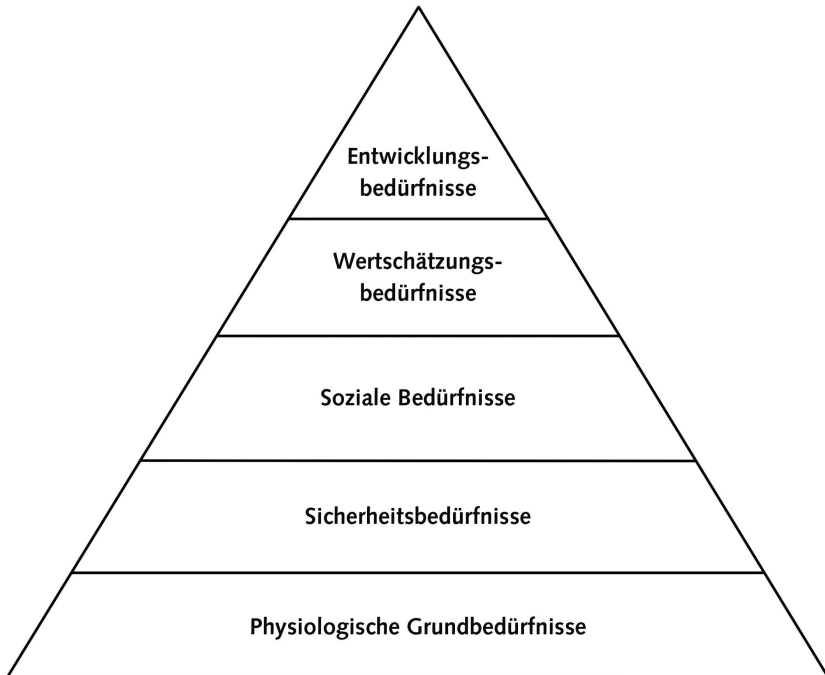 Entwicklungs-
bedürfnisse
Wertschätzungs-
bedürfnisse
Soziale Bedürfnisse
Sicherheitsbedürfnisse
Physiologische Grundbedürfnisse